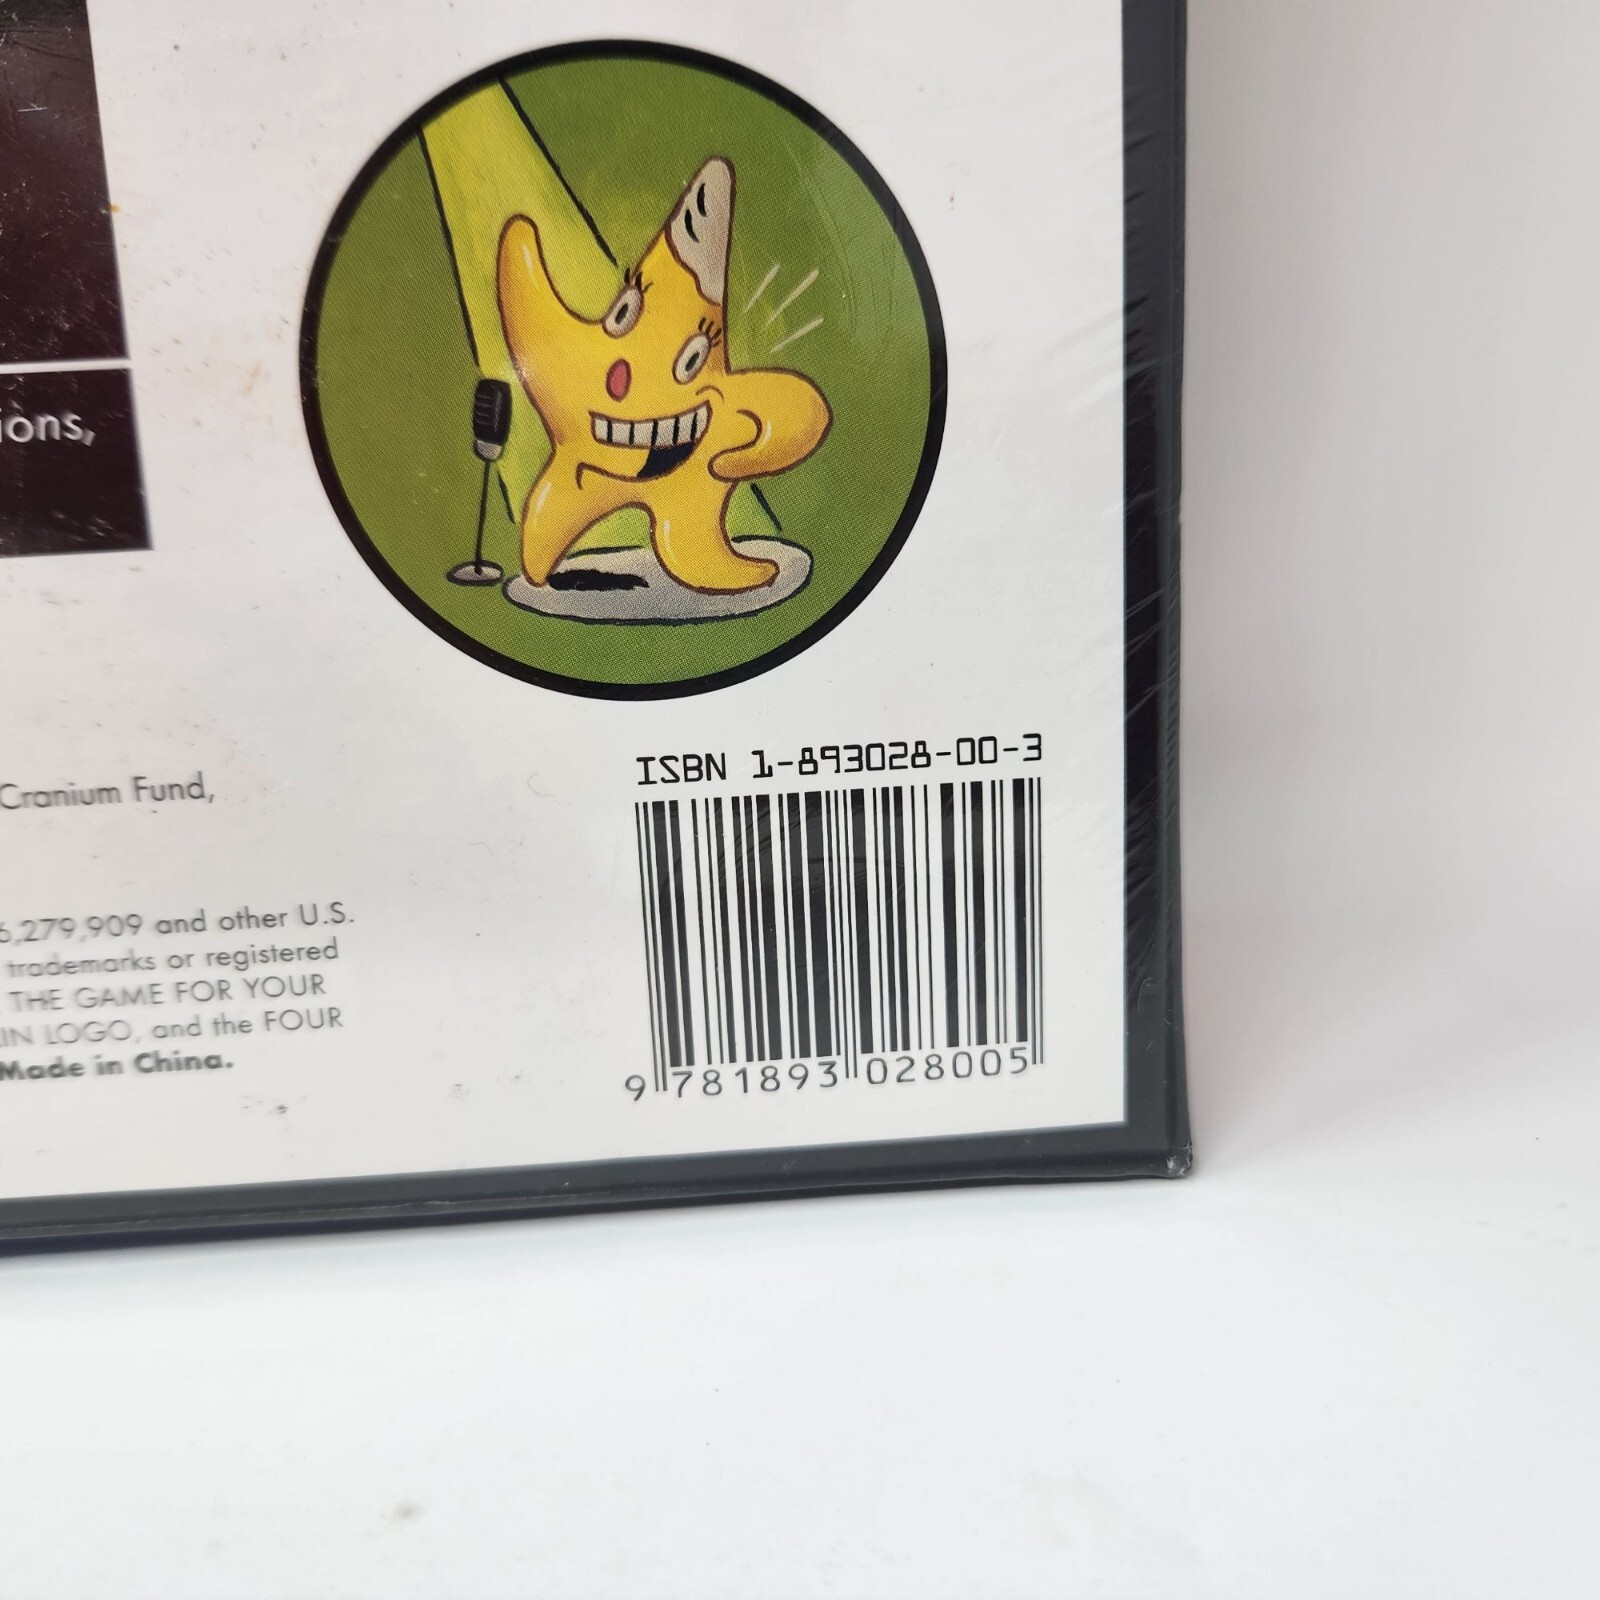 ions,
ISBN 1-893028-00-3
Cranium Fund,
6,279,909 and other U.S.
trademarks or registered
THE GAME FOR YOUR
IN LOGO, and the FOUR
Made in China.
9 781893 028005